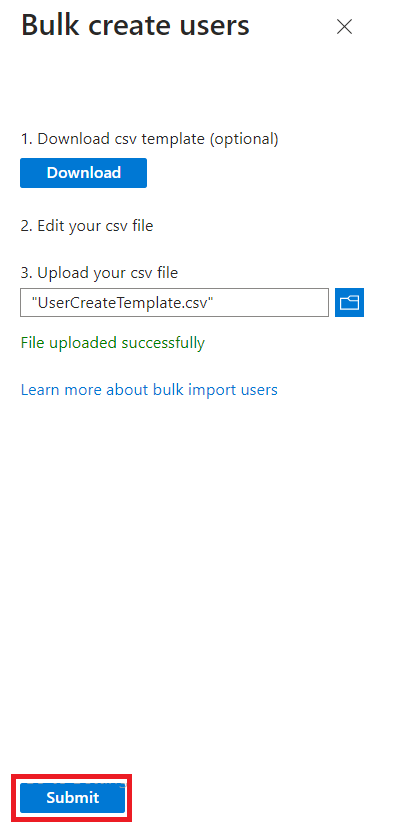 Bulk create users
1. Download csv template (optional)
Download
2. Edit your csv file
3. Upload your csv file
"UserCreateTemplate.csv"
File uploaded successfully
Learn more about bulk import users
Submit